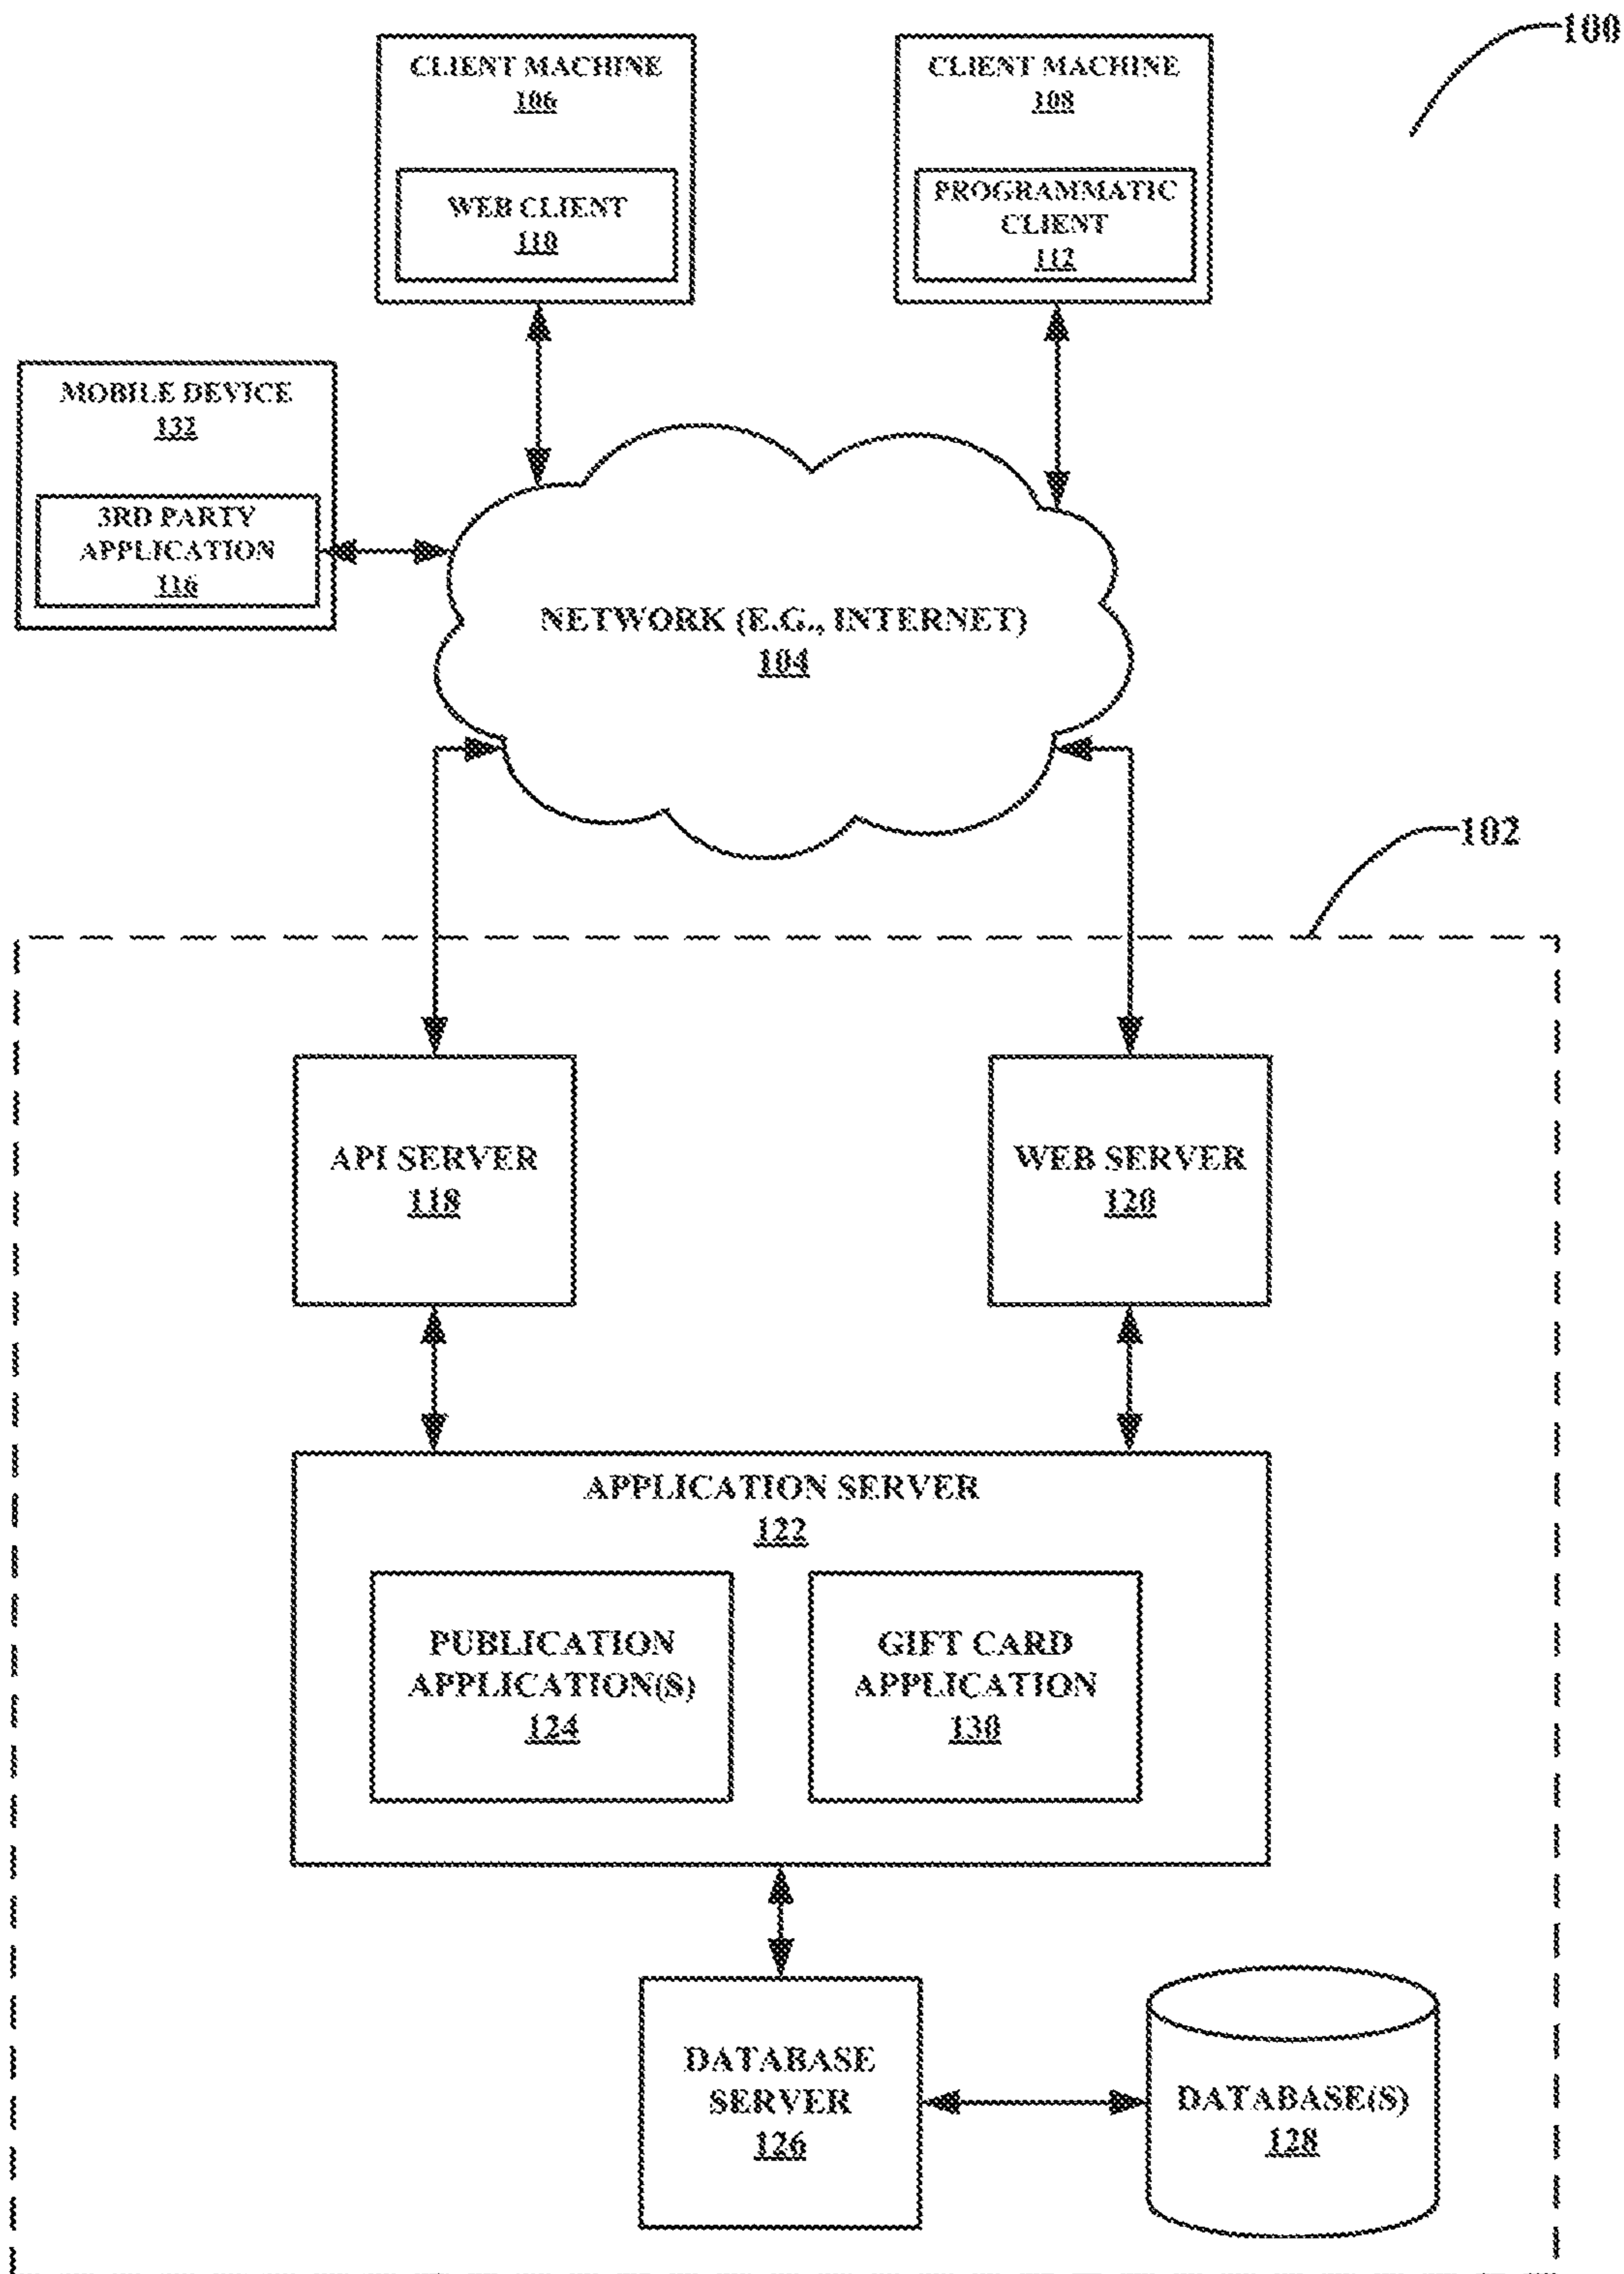 100
CLIENT MACHINE
106
WEB CLIENT
110
CLIENT MACHINE
108
PROGRAMMATIC
CLIENT
112
MOBILE DEVICE
132
3RD PARTY
APPLICATION
116
NETWORK (E.G., INTERNET)
104
102
API SERVER
118
WEB SERVER
120
APPLICATION SERVER
122
PUBLICATION
APPLICATION(S)
124
GIFT CARD
APPLICATION
130
DATABASE
SERVER
126
DATABASE(S)
128